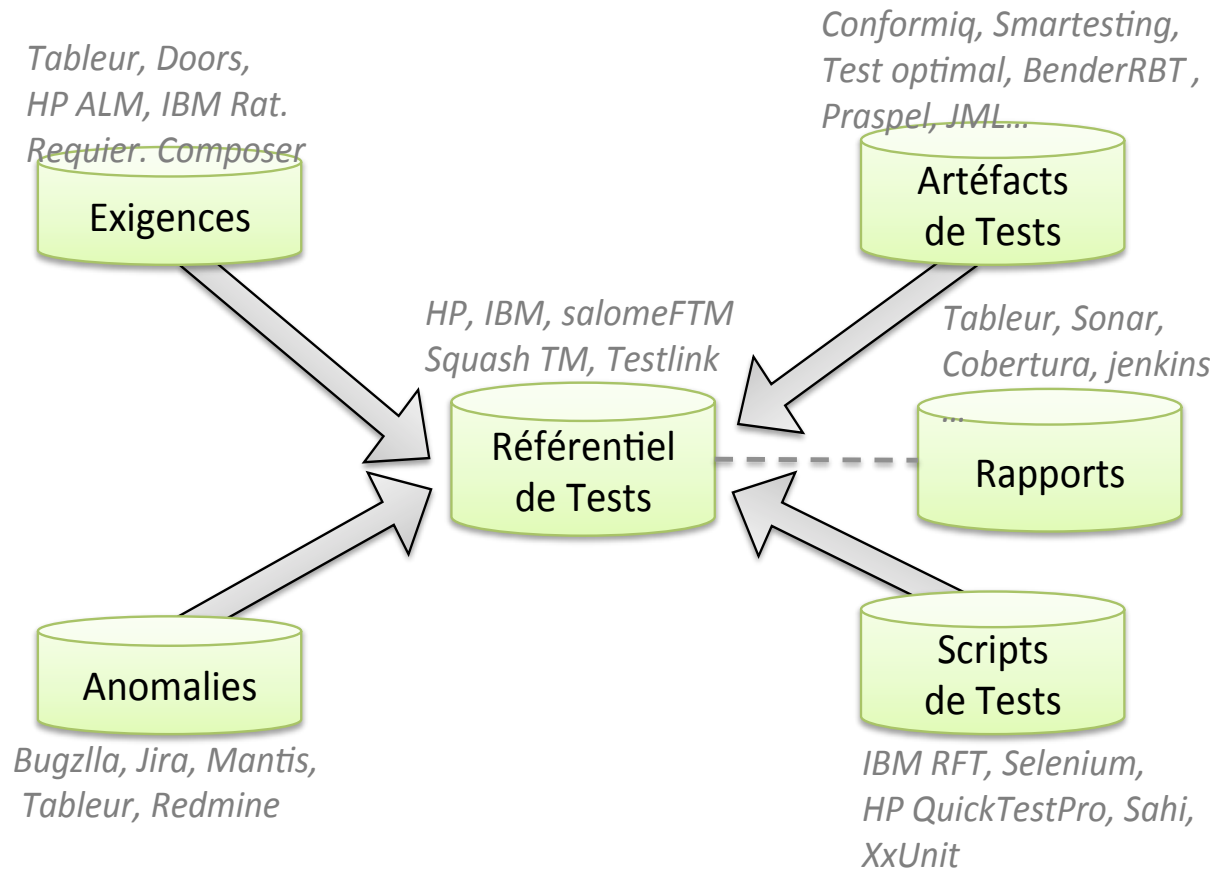 Tableur, Doors,
HP ALM, IBM Rat.
Requier. Composer
Exigences
Conformiq, Smartesting,
Test optimal, BenderRBT ,
Praspel, JML...
Artéfacts
de Tests
HP, IBM, salomeFTM
Squash TM, Testlink
Référentiel
de Tests
Tableur, Sonar,
Cobertura, jenkins
...
Rapports
Anomalies
Bugzlla, Jira, Mantis,
Tableur, Redmine
Scripts
de Tests
IBM RFT, Selenium,
HP QuickTestPro, Sahi,
XxUnit